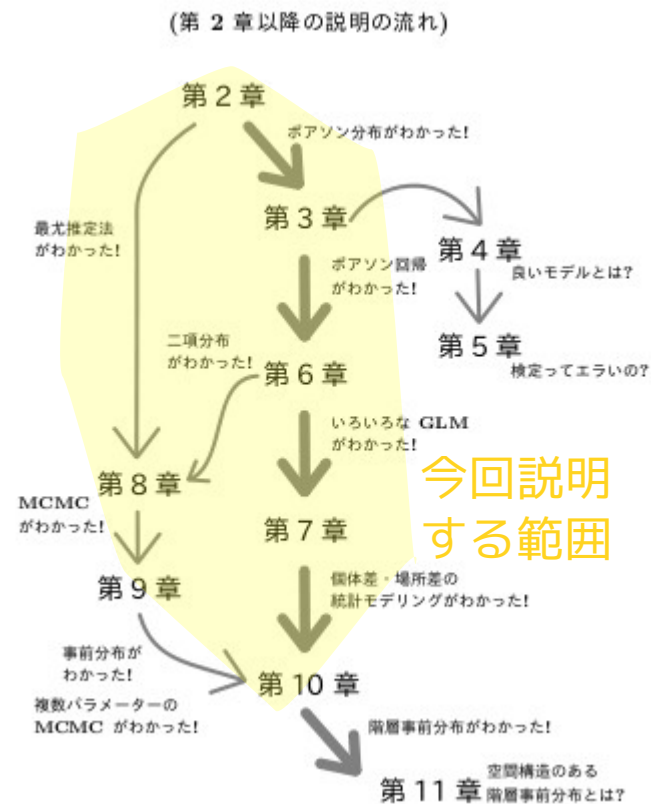 (第 2 章以降の説明の流れ)
第 2 章
ポアソン分布がわかった!
第 3 章
最尤推定法
がわかった!
第 4 章
良いモデルとは?
ポアソン回帰
がわかった!
第 5 章
検定ってエラいの?
二項分布
がわかった!
第 6 章
いろいろな GLM
がわかった!
今回説明
する範囲
第 8 章
MCMC
がわかった!
第 7 章
第 9 章
個体差・場所差の
統計モデリングがわかった!
事前分布が
わかった!
複数パラメーターの
MCMC がわかった!
第 10 章
階層事前分布がわかった!
第 11 章
空間構造のある
階層事前分布とは?